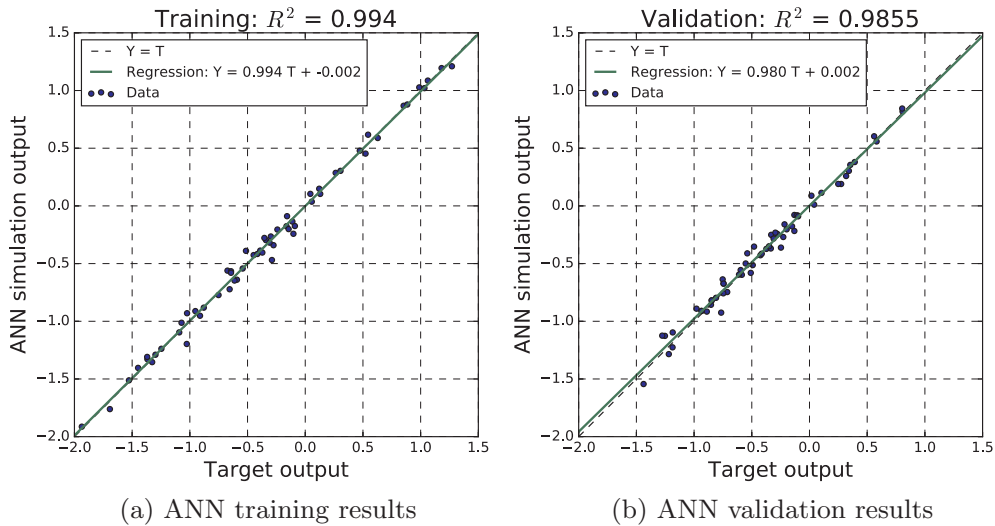 Training: R² = 0.994
Y = T
Regression: Y = 0.994 T + -0.002
Data
ANN simulation output
1.5
1.0
0.5
0.0
−0.5
−1.0
−1.5
−2.0
−2.0 −1.5 −1.0 −0.5 0.0 0.5 1.0 1.5
Target output
(a) ANN training results
Validation: R² = 0.9855
Y = T
Regression: Y = 0.980 T + 0.002
Data
ANN simulation output
1.5
1.0
0.5
0.0
−0.5
−1.0
−1.5
−2.0
−2.0 −1.5 −1.0 −0.5 0.0 0.5 1.0 1.5
Target output
(b) ANN validation results